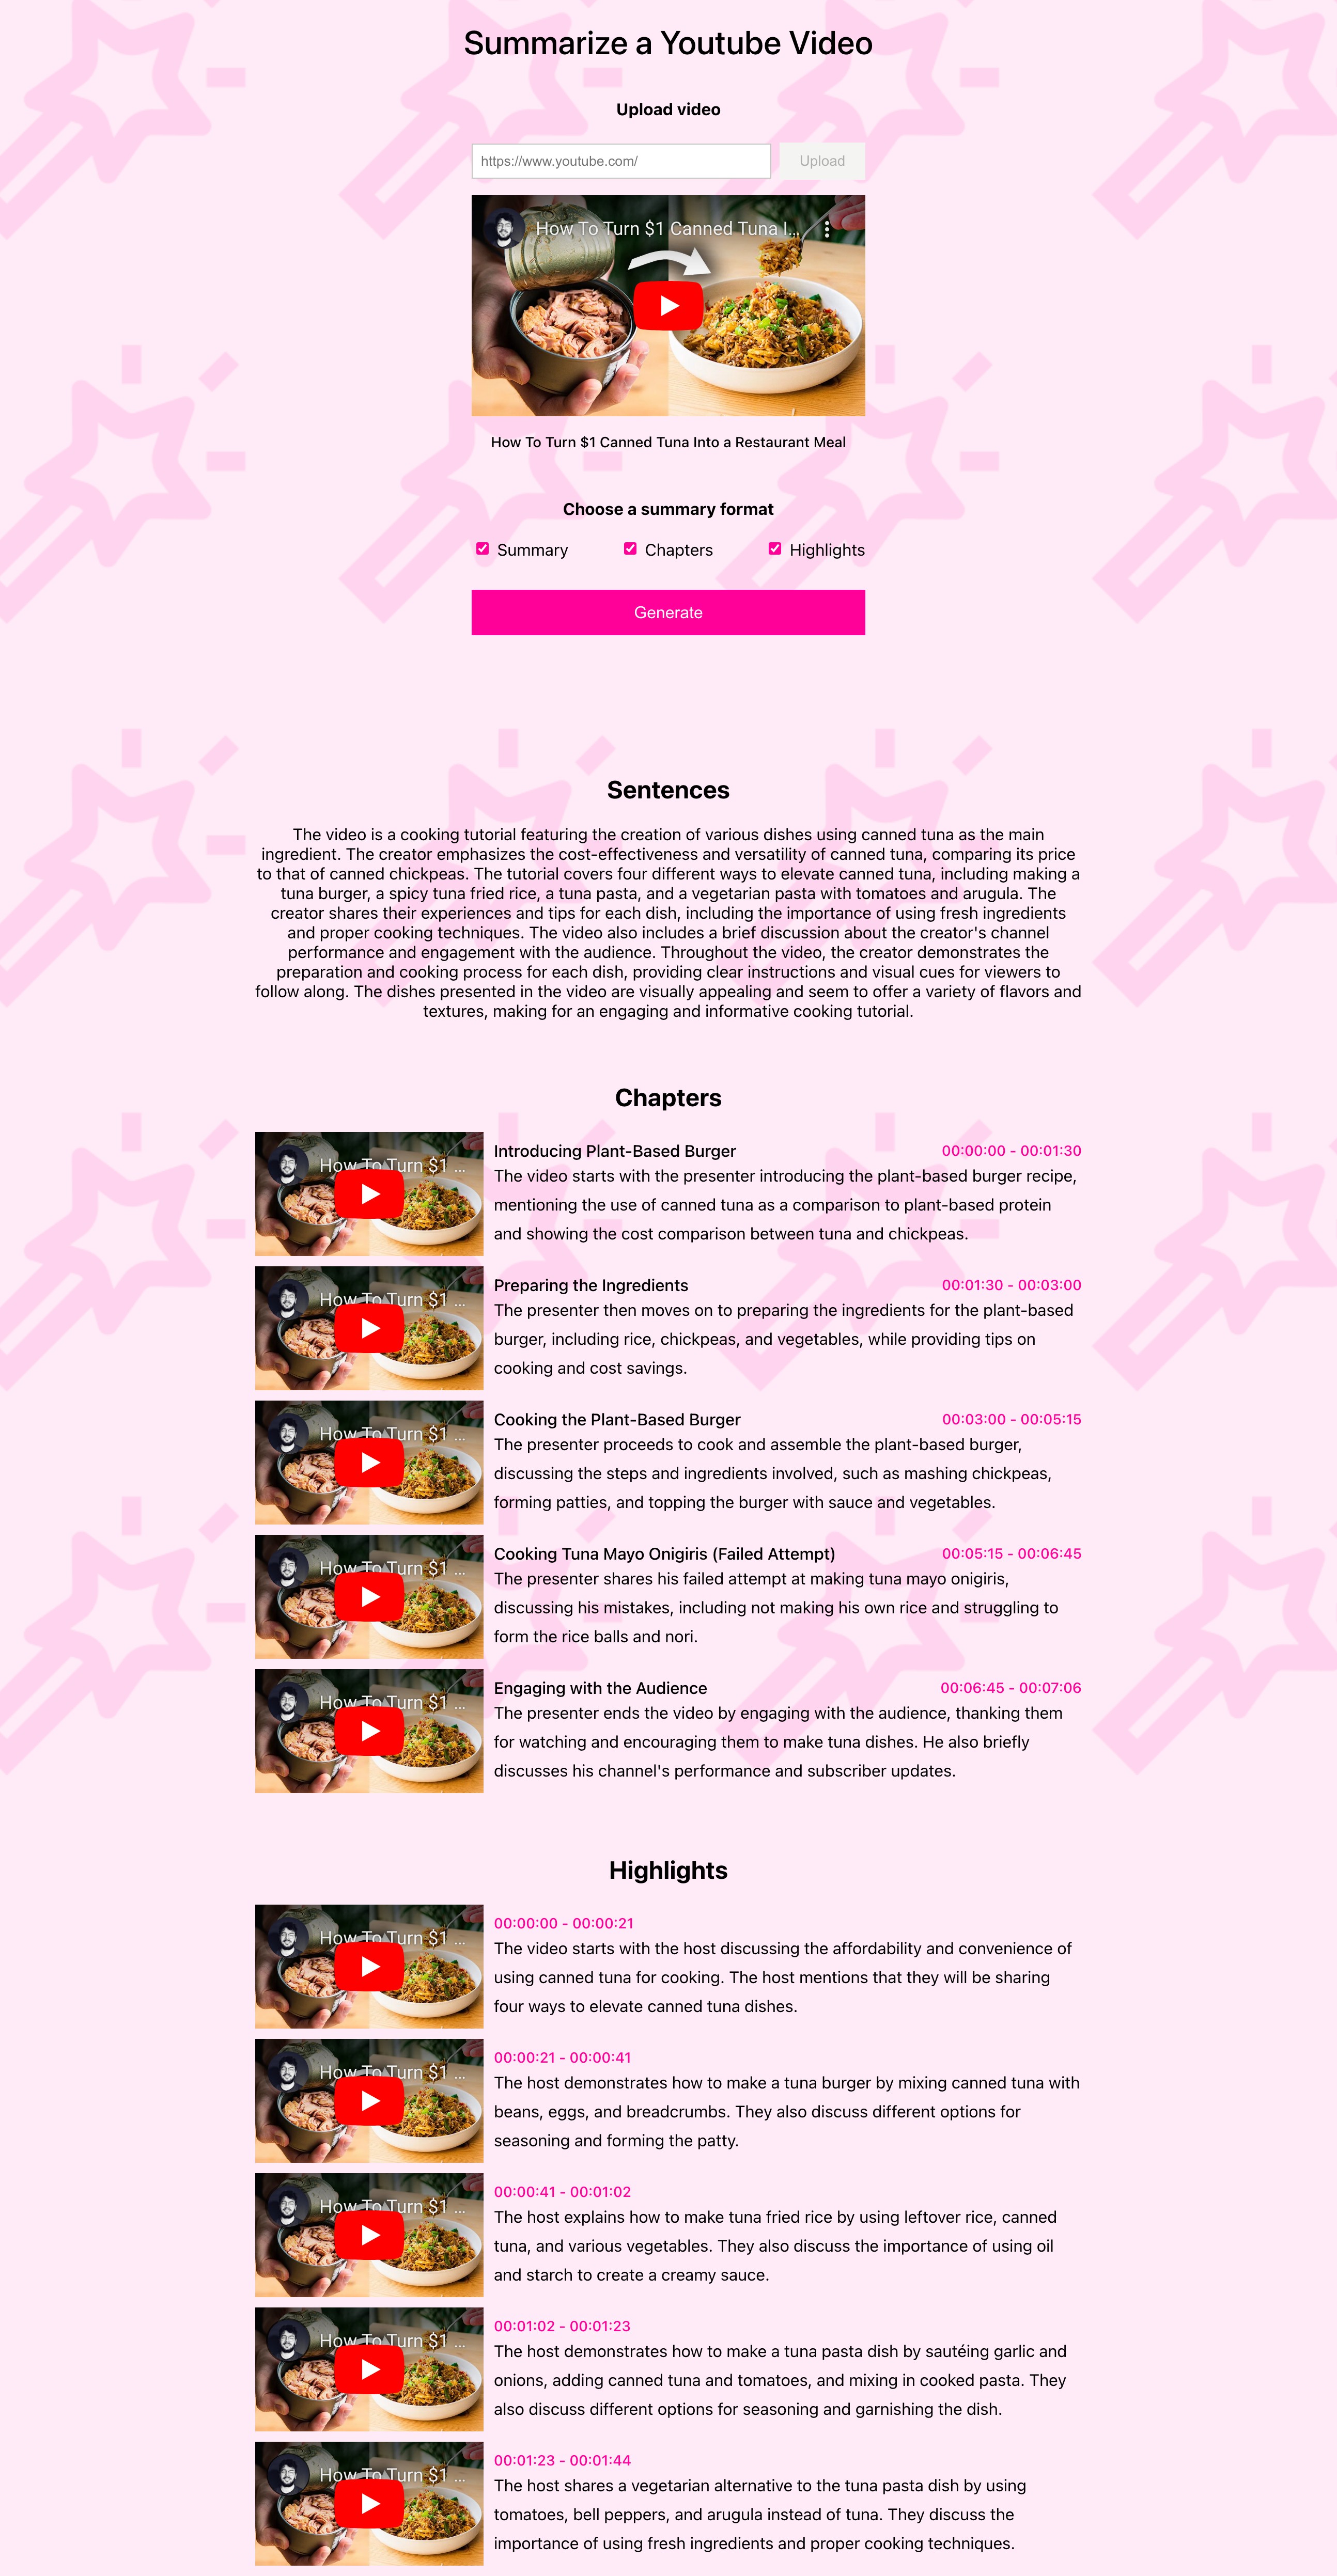 Summarize a Youtube Video
Upload video
https://www.youtube.com/
Upload
How To Turn $1 Canned Tuna I...
How To Turn $1 Canned Tuna Into a Restaurant Meal
Choose a summary format
Summary
Chapters
Highlights
Generate
Sentences
The video is a cooking tutorial featuring the creation of various dishes using canned tuna as the main
ingredient. The creator emphasizes the cost-effectiveness and versatility of canned tuna, comparing its price
to that of canned chickpeas. The tutorial covers four different ways to elevate canned tuna, including making a
tuna burger, a spicy tuna fried rice, a tuna pasta, and a vegetarian pasta with tomatoes and arugula. The
creator shares their experiences and tips for each dish, including the importance of using fresh ingredients
and proper cooking techniques. The video also includes a brief discussion about the creator's channel
performance and engagement with the audience. Throughout the video, the creator demonstrates the
preparation and cooking process for each dish, providing clear instructions and visual cues for viewers to
follow along. The dishes presented in the video are visually appealing and seem to offer a variety of flavors and
textures, making for an engaging and informative cooking tutorial.
Chapters
How To Turn $1 ...
Introducing Plant-Based Burger
00:00:00 - 00:01:30
The video starts with the presenter introducing the plant-based burger recipe,
mentioning the use of canned tuna as a comparison to plant-based protein
and showing the cost comparison between tuna and chickpeas.
How To Turn $1 ...
Preparing the Ingredients
00:01:30 - 00:03:00
The presenter then moves on to preparing the ingredients for the plant-based
burger, including rice, chickpeas, and vegetables, while providing tips on
cooking and cost savings.
How To Turn $1 ...
Cooking the Plant-Based Burger
00:03:00 - 00:05:15
The presenter proceeds to cook and assemble the plant-based burger,
discussing the steps and ingredients involved, such as mashing chickpeas,
forming patties, and topping the burger with sauce and vegetables.
How To Turn $1 ...
Cooking Tuna Mayo Onigiris (Failed Attempt)
00:05:15 - 00:06:45
The presenter shares his failed attempt at making tuna mayo onigiris,
discussing his mistakes, including not making his own rice and struggling to
form the rice balls and nori.
How To Turn $1 ...
Engaging with the Audience
00:06:45 - 00:07:06
The presenter ends the video by engaging with the audience, thanking them
for watching and encouraging them to make tuna dishes. He also briefly
discusses his channel's performance and subscriber updates.
Highlights
How To Turn $1 ...
00:00:00 - 00:00:21
The video starts with the host discussing the affordability and convenience of
using canned tuna for cooking. The host mentions that they will be sharing
four ways to elevate canned tuna dishes.
How To Turn $1 ...
00:00:21 - 00:00:41
The host demonstrates how to make a tuna burger by mixing canned tuna with
beans, eggs, and breadcrumbs. They also discuss different options for
seasoning and forming the patty.
How To Turn $1 ...
00:00:41 - 00:01:02
The host explains how to make tuna fried rice by using leftover rice, canned
tuna, and various vegetables. They also discuss the importance of using oil
and starch to create a creamy sauce.
How To Turn $1 ...
00:01:02 - 00:01:23
The host demonstrates how to make a tuna pasta dish by sautéing garlic and
onions, adding canned tuna and tomatoes, and mixing in cooked pasta. They
also discuss different options for seasoning and garnishing the dish.
How To Turn $1 ...
00:01:23 - 00:01:44
The host shares a vegetarian alternative to the tuna pasta dish by using
tomatoes, bell peppers, and arugula instead of tuna. They discuss the
importance of using fresh ingredients and proper cooking techniques.